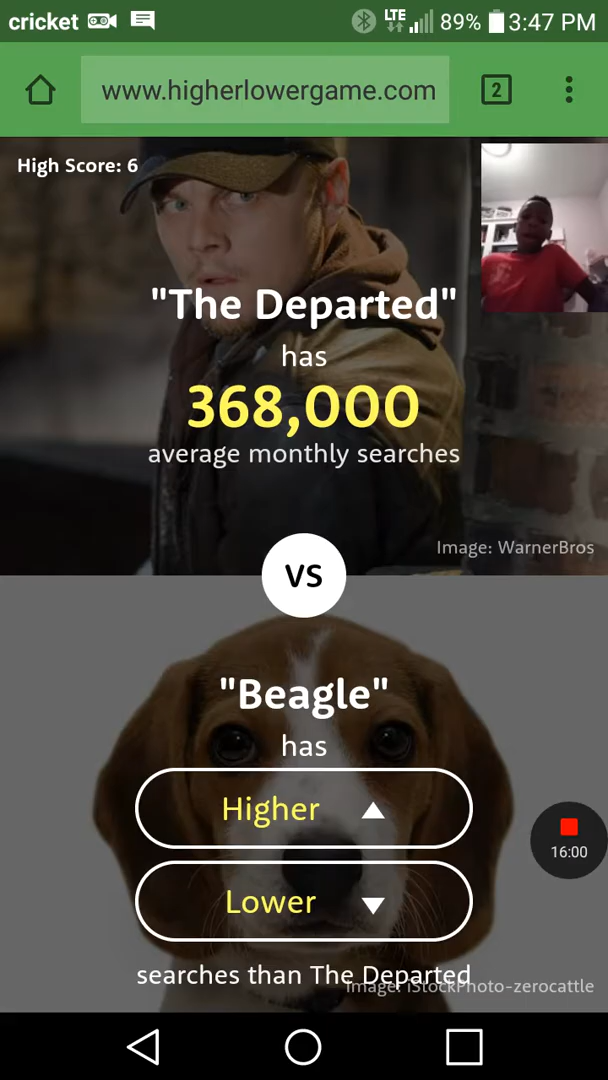 cricket LTE 89% 3:47 PM
www.higherlowergame.com 2
High Score: 6
"The Departed"
has
368,000
average monthly searches
Image: WarnerBros
VS
"Beagle"
has
Higher
16:00
Lower
searches than The Departed
Image: iStockPhoto-zerocattle